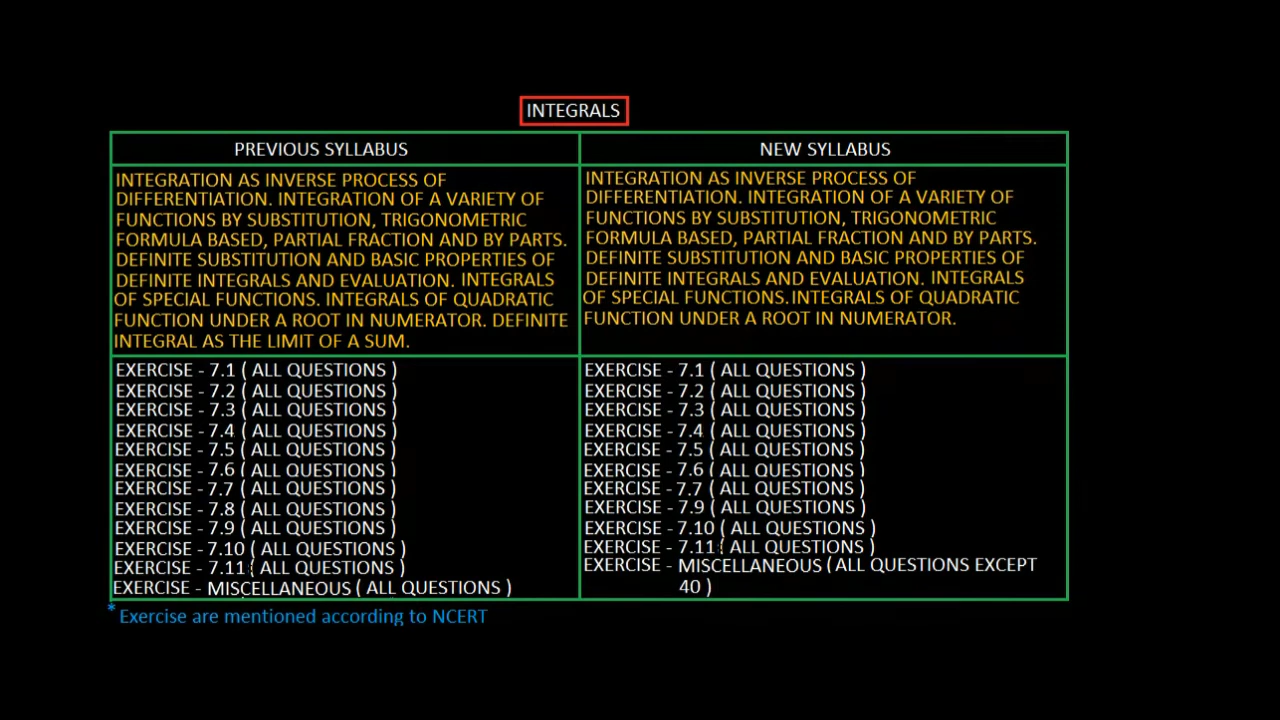 INTEGRALS
PREVIOUS SYLLABUS
NEW SYLLABUS
INTEGRATION AS INVERSE PROCESS OF
DIFFERENTIATION. INTEGRATION OF A VARIETY OF
FUNCTIONS BY SUBSTITUTION, TRIGONOMETRIC
FORMULA BASED, PARTIAL FRACTION AND BY PARTS.
DEFINITE SUBSTITUTION AND BASIC PROPERTIES OF
DEFINITE INTEGRALS AND EVALUATION. INTEGRALS
OF SPECIAL FUNCTIONS. INTEGRALS OF QUADRATIC
FUNCTION UNDER A ROOT IN NUMERATOR. DEFINITE
INTEGRAL AS THE LIMIT OF A SUM.
INTEGRATION AS INVERSE PROCESS OF
DIFFERENTIATION. INTEGRATION OF A VARIETY OF
FUNCTIONS BY SUBSTITUTION, TRIGONOMETRIC
FORMULA BASED, PARTIAL FRACTION AND BY PARTS.
DEFINITE SUBSTITUTION AND BASIC PROPERTIES OF
DEFINITE INTEGRALS AND EVALUATION. INTEGRALS
OF SPECIAL FUNCTIONS. INTEGRALS OF QUADRATIC
FUNCTION UNDER A ROOT IN NUMERATOR.
EXERCISE - 7.1 ( ALL QUESTIONS )
EXERCISE - 7.2 ( ALL QUESTIONS )
EXERCISE - 7.3 ( ALL QUESTIONS )
EXERCISE - 7.4 ( ALL QUESTIONS )
EXERCISE - 7.5 ( ALL QUESTIONS )
EXERCISE - 7.6 ( ALL QUESTIONS )
EXERCISE - 7.7 ( ALL QUESTIONS )
EXERCISE - 7.8 ( ALL QUESTIONS )
EXERCISE - 7.9 ( ALL QUESTIONS )
EXERCISE - 7.10 ( ALL QUESTIONS )
EXERCISE - 7.11 ( ALL QUESTIONS )
EXERCISE - MISCELLANEOUS ( ALL QUESTIONS )
EXERCISE - 7.1 ( ALL QUESTIONS )
EXERCISE - 7.2 ( ALL QUESTIONS )
EXERCISE - 7.3 ( ALL QUESTIONS )
EXERCISE - 7.4 ( ALL QUESTIONS )
EXERCISE - 7.5 ( ALL QUESTIONS )
EXERCISE - 7.6 ( ALL QUESTIONS )
EXERCISE - 7.7 ( ALL QUESTIONS )
EXERCISE - 7.9 ( ALL QUESTIONS )
EXERCISE - 7.10 ( ALL QUESTIONS )
EXERCISE - 7.11 ( ALL QUESTIONS )
EXERCISE - MISCELLANEOUS ( ALL QUESTIONS EXCEPT
40 )
* Exercise are mentioned according to NCERT